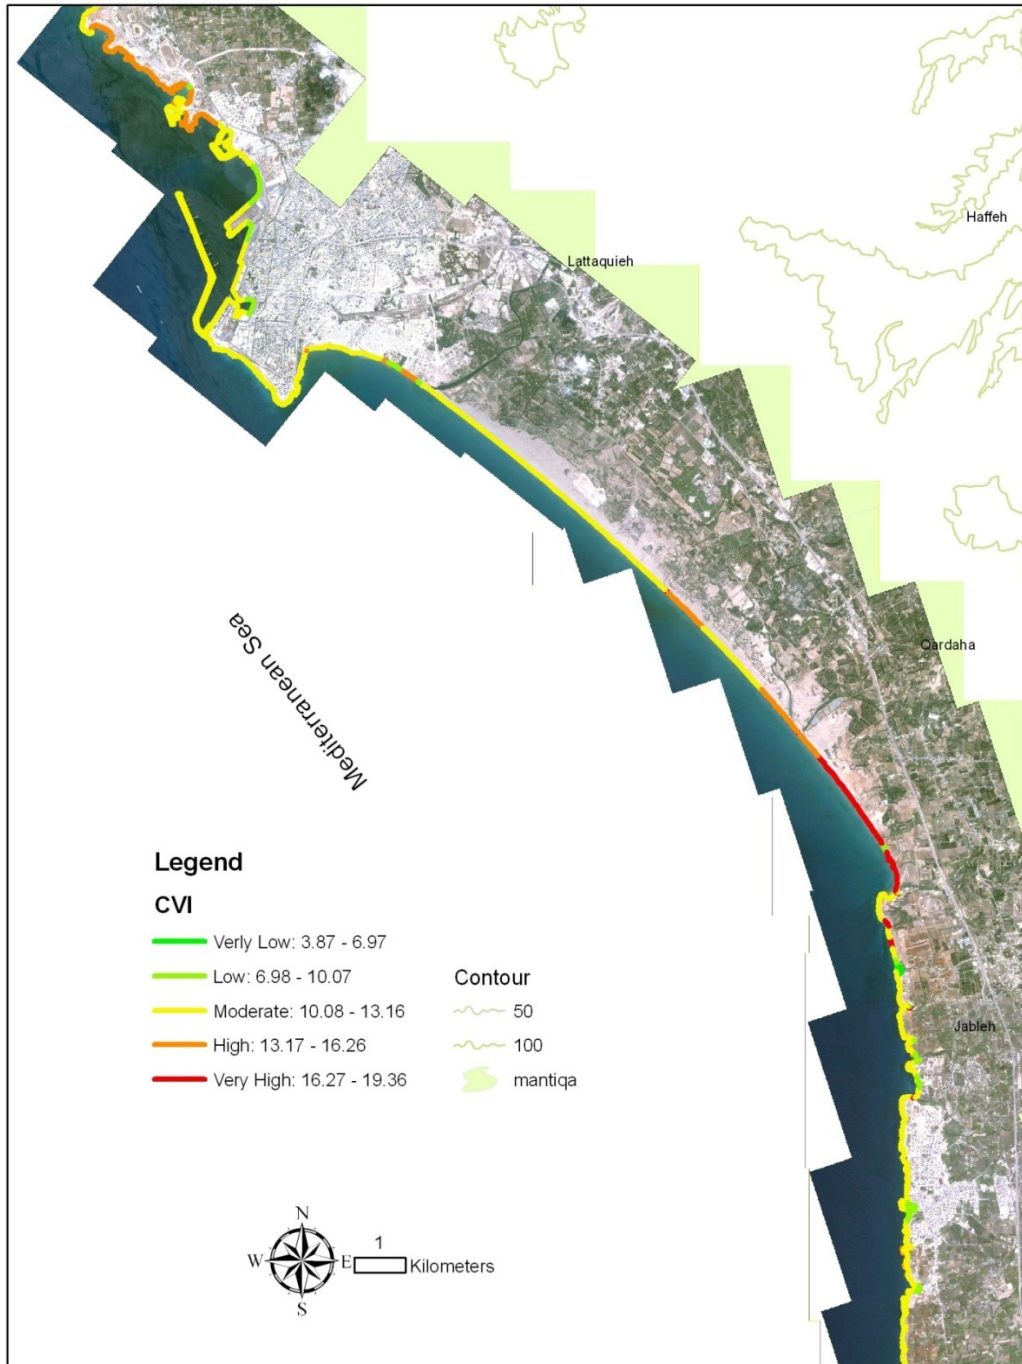 Haffeh
Lattaquieh
Qardaha
Mediterranean Sea
Legend
CVI
Verly Low: 3.87 - 6.97
Low: 6.98 - 10.07
Moderate: 10.08 - 13.16
High: 13.17 - 16.26
Very High: 16.27 - 19.36
Contour
50
100
mantiqa
Jableh
N
W E
S
1
Kilometers